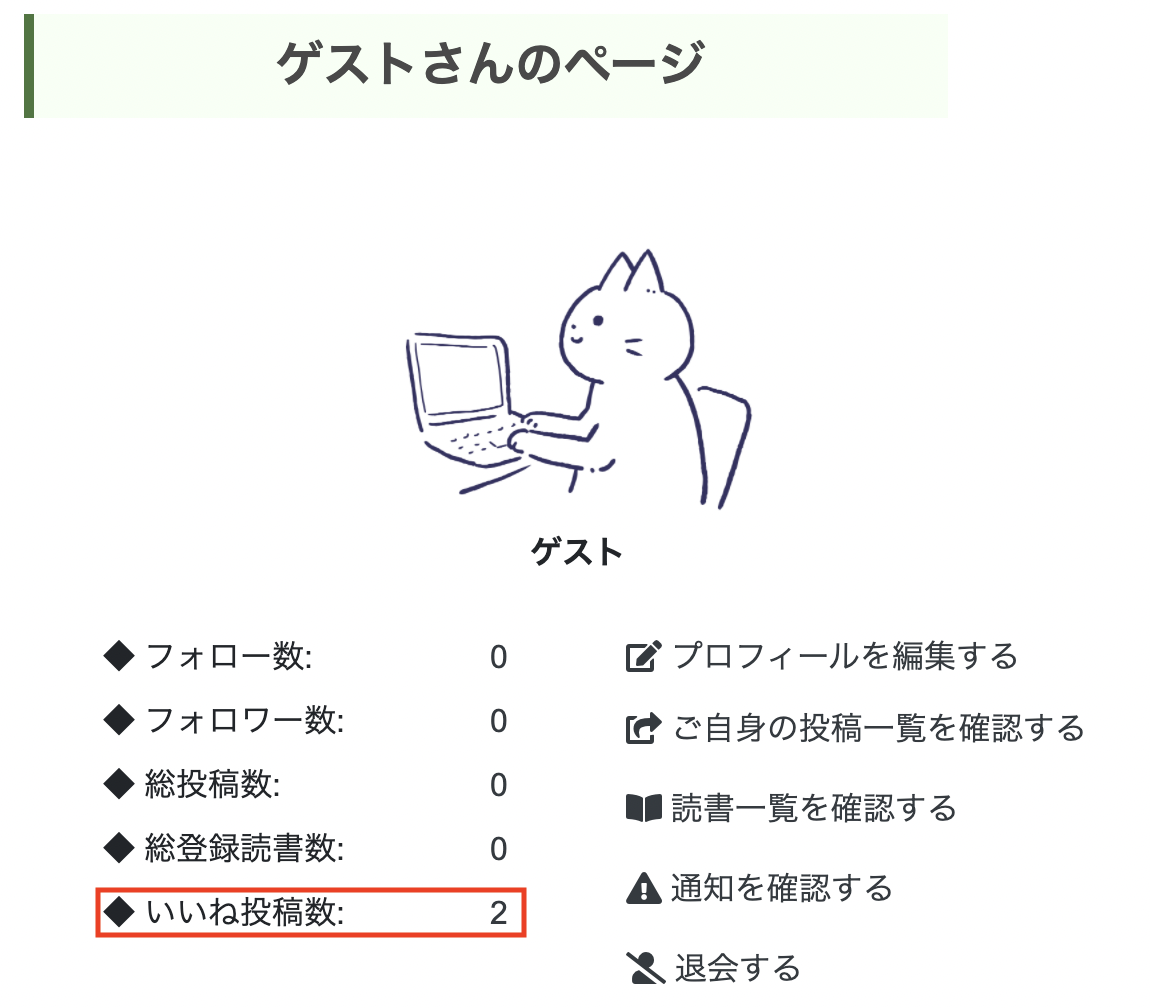 ゲストさんのページ
ゲスト
◆ フォロー数: 0
◆ フォロワー数: 0
◆ 総投稿数: 0
◆ 総登録読書数: 0
◆ いいね投稿数: 2
プロフィールを編集する
ご自身の投稿一覧を確認する
読書一覧を確認する
通知を確認する
退会する